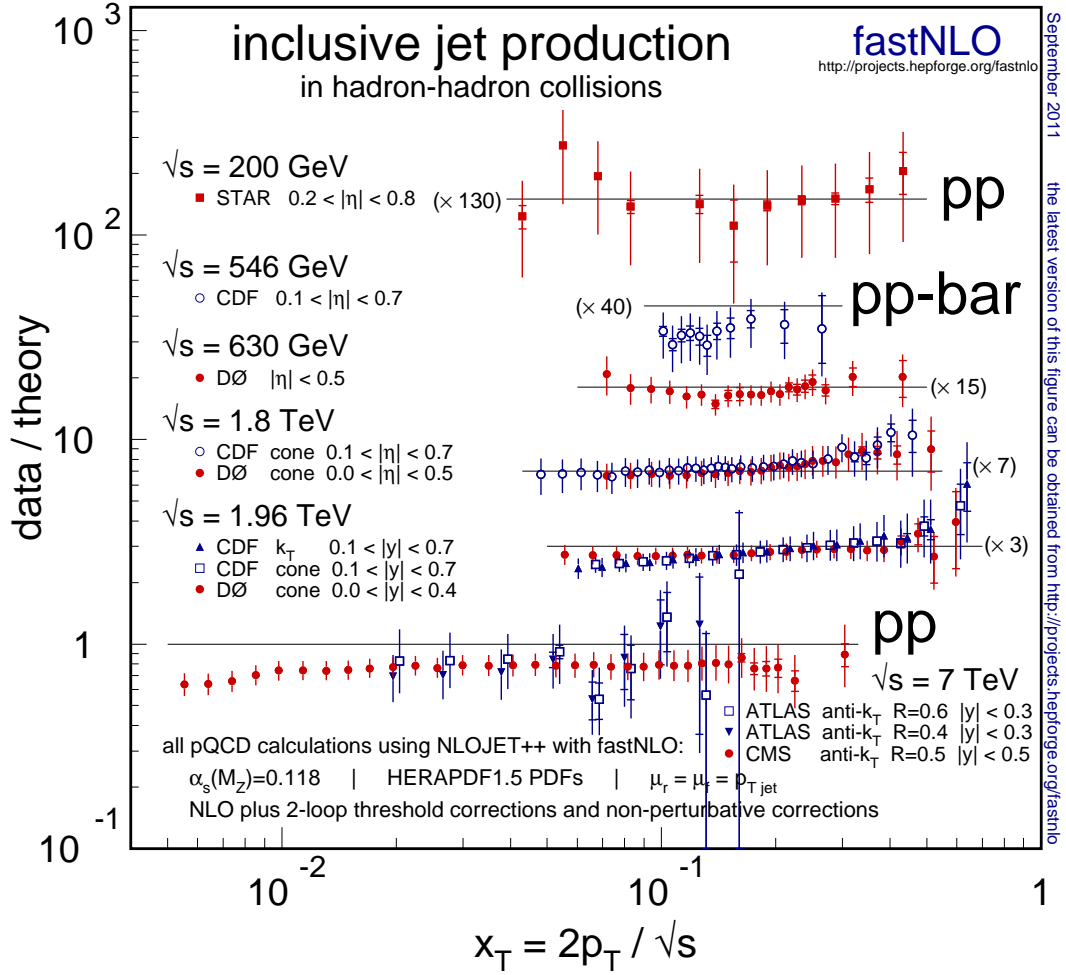 inclusive jet production
in hadron-hadron collisions
fastNLO
http://projects.hepforge.org/fastnlo
September 2011 the latest version of this figure can be obtained from http://projects.hepforge.org/fastnlo
data / theory
10³
10²
10
1
10⁻¹
√s = 200 GeV
STAR 0.2 < |η| < 0.8
(× 130)
pp
√s = 546 GeV
CDF 0.1 < |η| < 0.7
(× 40)
pp-bar
√s = 630 GeV
DØ |η| < 0.5
(× 15)
√s = 1.8 TeV
CDF cone 0.1 < |η| < 0.7
DØ cone 0.0 < |η| < 0.5
(× 7)
√s = 1.96 TeV
CDF k_T 0.1 < |y| < 0.7
CDF cone 0.1 < |y| < 0.7
DØ cone 0.0 < |y| < 0.4
(× 3)
pp
√s = 7 TeV
ATLAS anti-k_T R=0.6 |y| < 0.3
ATLAS anti-k_T R=0.4 |y| < 0.3
CMS anti-k_T R=0.5 |y| < 0.5
all pQCD calculations using NLOJET++ with fastNLO:
α_s(M_Z)=0.118 | HERAPDF1.5 PDFs | μ_r = μ_f = p_T jet
NLO plus 2-loop threshold corrections and non-perturbative corrections
10⁻²
10⁻¹
1
x_T = 2p_T / √s